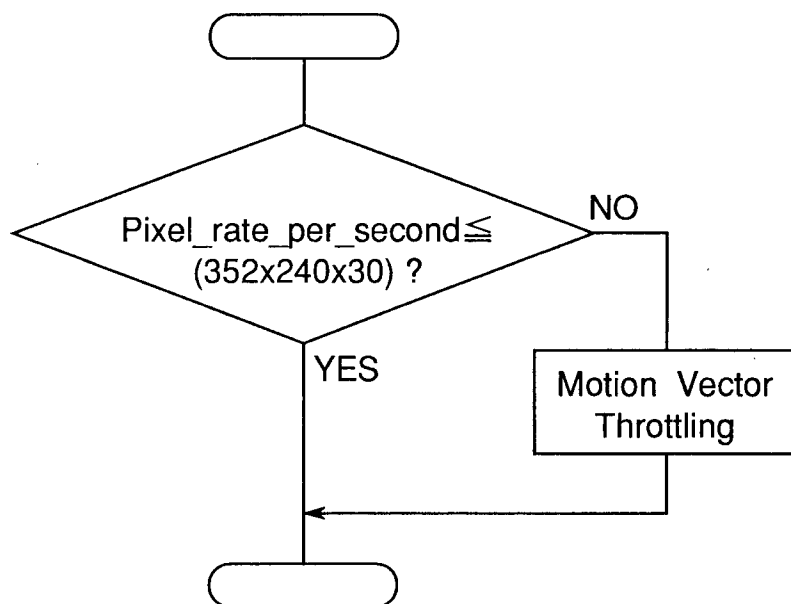 Pixel_rate_per_second≦
(352x240x30) ?
NO
YES
Motion Vector
Throttling